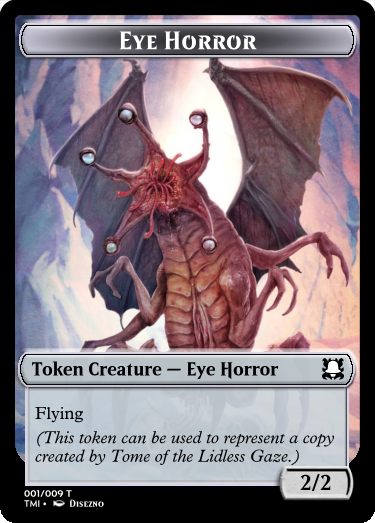 Eye Horror
Token Creature — Eye Horror
Flying
(This token can be used to represent a copy
created by Tome of the Lidless Gaze.)
2/2
001/009 T
TMI • Disezno